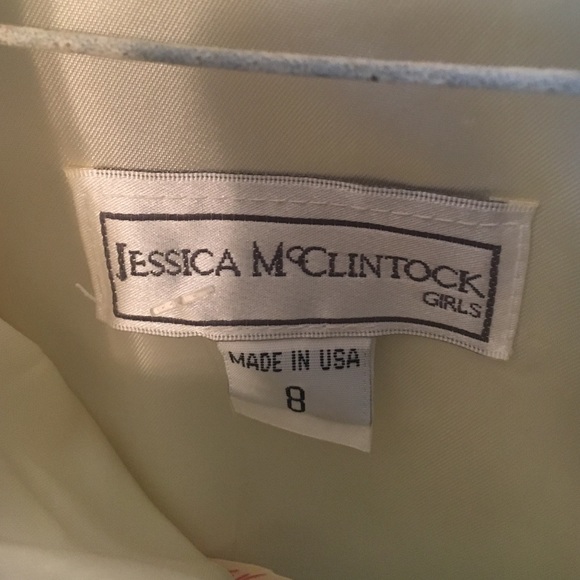 JESSICA McCLINTOCK
GIRLS
MADE IN USA
8